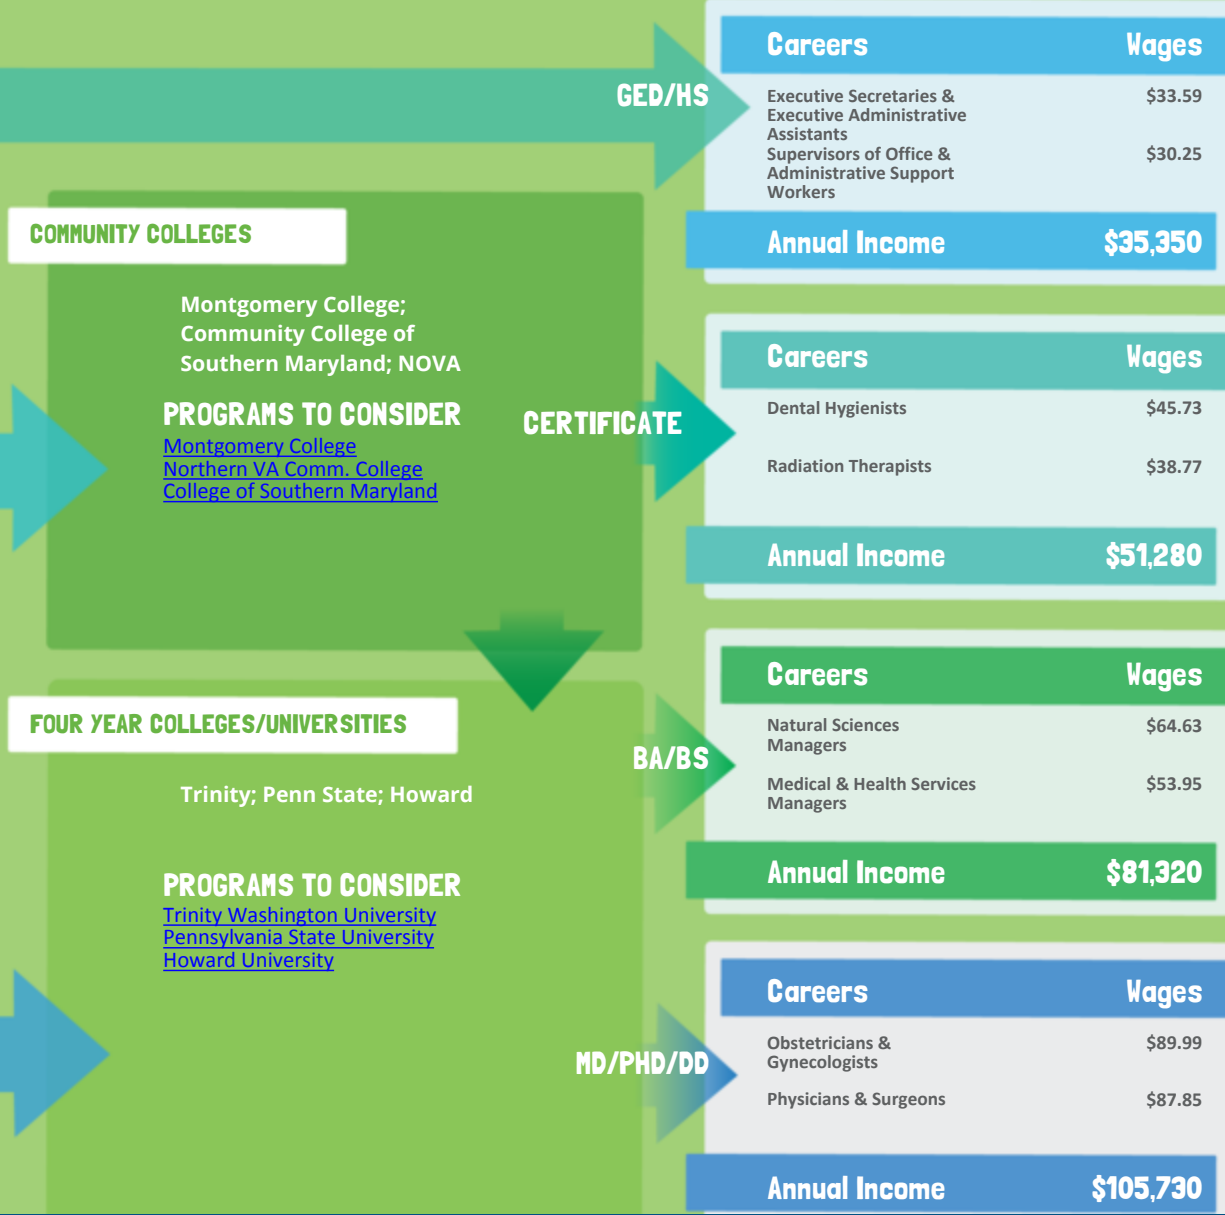 GED/HS
Careers Wages
Executive Secretaries & $33.59
Executive Administrative
Assistants
Supervisors of Office & $30.25
Administrative Support
Workers
Annual Income $35,350
COMMUNITY COLLEGES
Montgomery College;
Community College of
Southern Maryland; NOVA
PROGRAMS TO CONSIDER
Montgomery College
Northern VA Comm. College
College of Southern Maryland
CERTIFICATE
Careers Wages
Dental Hygienists $45.73
Radiation Therapists $38.77
Annual Income $51,280
FOUR YEAR COLLEGES/UNIVERSITIES
Trinity; Penn State; Howard
PROGRAMS TO CONSIDER
Trinity Washington University
Pennsylvania State University
Howard University
BA/BS
Careers Wages
Natural Sciences $64.63
Managers
Medical & Health Services $53.95
Managers
Annual Income $81,320
MD/PHD/DD
Careers Wages
Obstetricians & $89.99
Gynecologists
Physicians & Surgeons $87.85
Annual Income $105,730